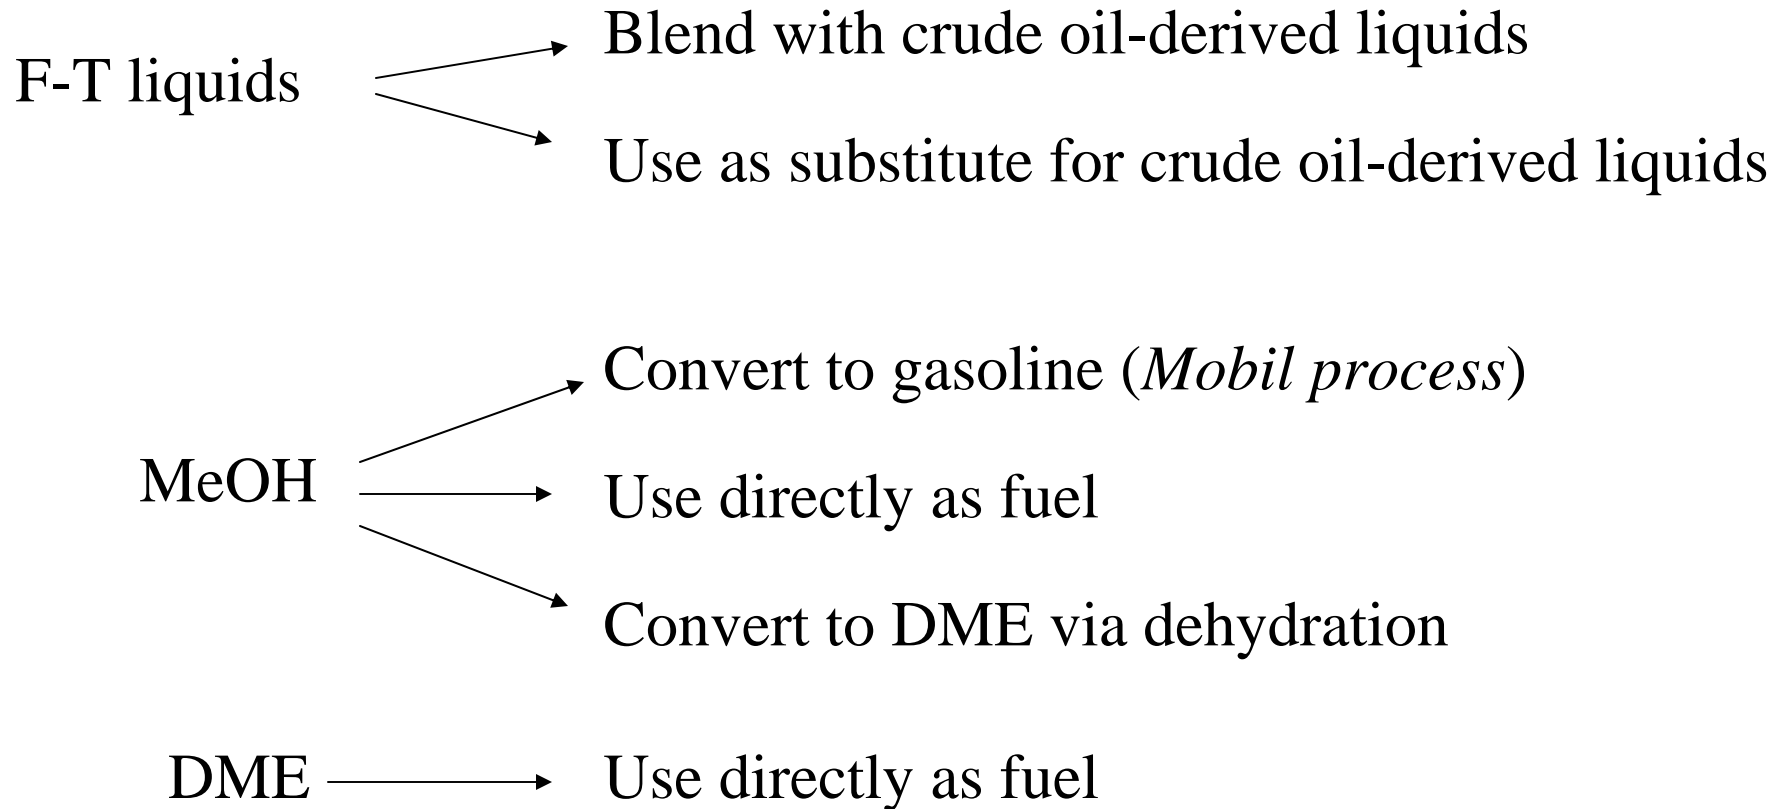 Blend with crude oil-derived liquids
F-T liquids
Use as substitute for crude oil-derived liquids
Convert to gasoline (Mobil process)
MeOH
Use directly as fuel
Convert to DME via dehydration
DME
Use directly as fuel